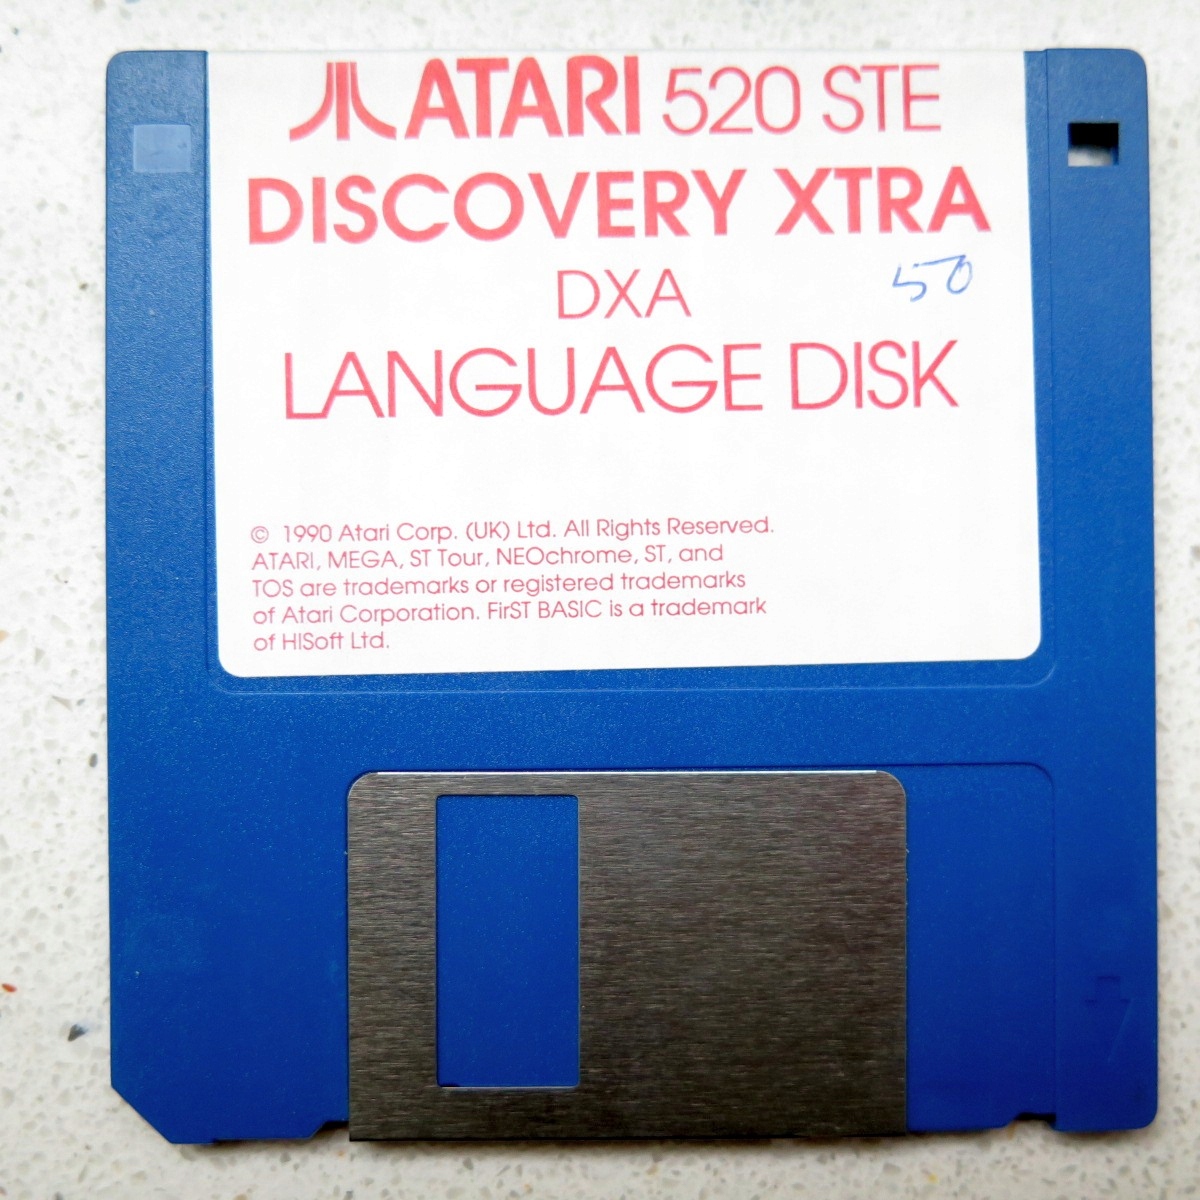 ATARI 520 STE
DISCOVERY XTRA
DXA
50
LANGUAGE DISK
© 1990 Atari Corp. (UK) Ltd. All Rights Reserved.
ATARI, MEGA, ST Tour, NEOchrome, ST, and
TOS are trademarks or registered trademarks
of Atari Corporation. FirST BASIC is a trademark
of HiSoft Ltd.